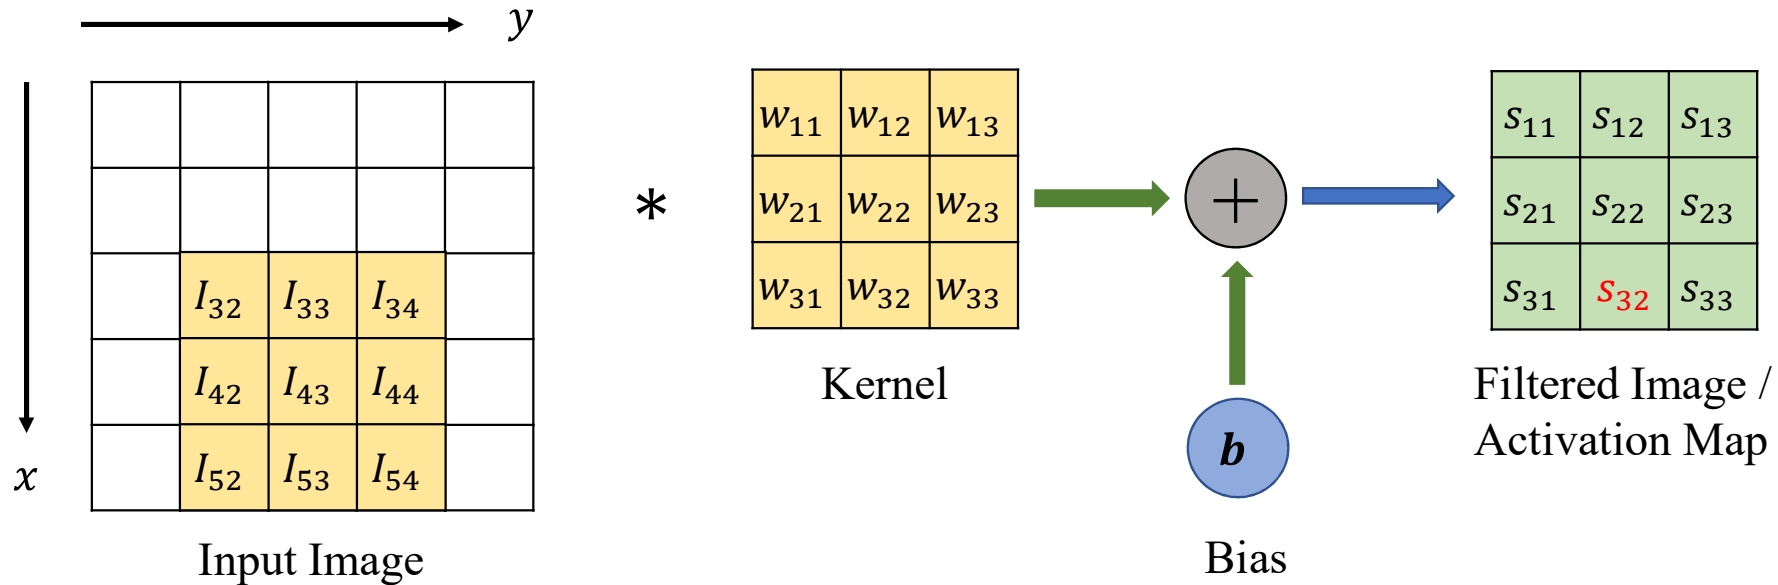 y
x
I₃₂ I₃₃ I₃₄
I₄₂ I₄₃ I₄₄
I₅₂ I₅₃ I₅₄
Input Image
*
w₁₁ w₁₂ w₁₃
w₂₁ w₂₂ w₂₃
w₃₁ w₃₂ w₃₃
Kernel
+
b
Bias
s₁₁ s₁₂ s₁₃
s₂₁ s₂₂ s₂₃
s₃₁ s₃₂ s₃₃
Filtered Image /
Activation Map